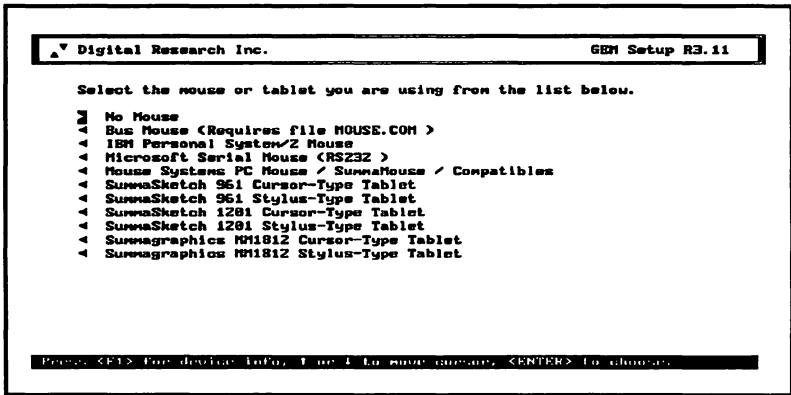 Digital Research Inc. GEM Setup R3.11
Select the mouse or tablet you are using from the list below.
No Mouse
Bus Mouse (Requires file MOUSE.COM )
IBM Personal System/2 Mouse
Microsoft Serial Mouse (RS232 )
Mouse Systems PC Mouse / SummaMouse / Compatibles
SummaSketch 961 Cursor-Type Tablet
SummaSketch 961 Stylus-Type Tablet
SummaSketch 1201 Cursor-Type Tablet
SummaSketch 1201 Stylus-Type Tablet
Summagraphics MM1812 Cursor-Type Tablet
Summagraphics MM1812 Stylus-Type Tablet
Press <F1> for device info, ↑ or ↓ to move cursor, <ENTER> to choose.